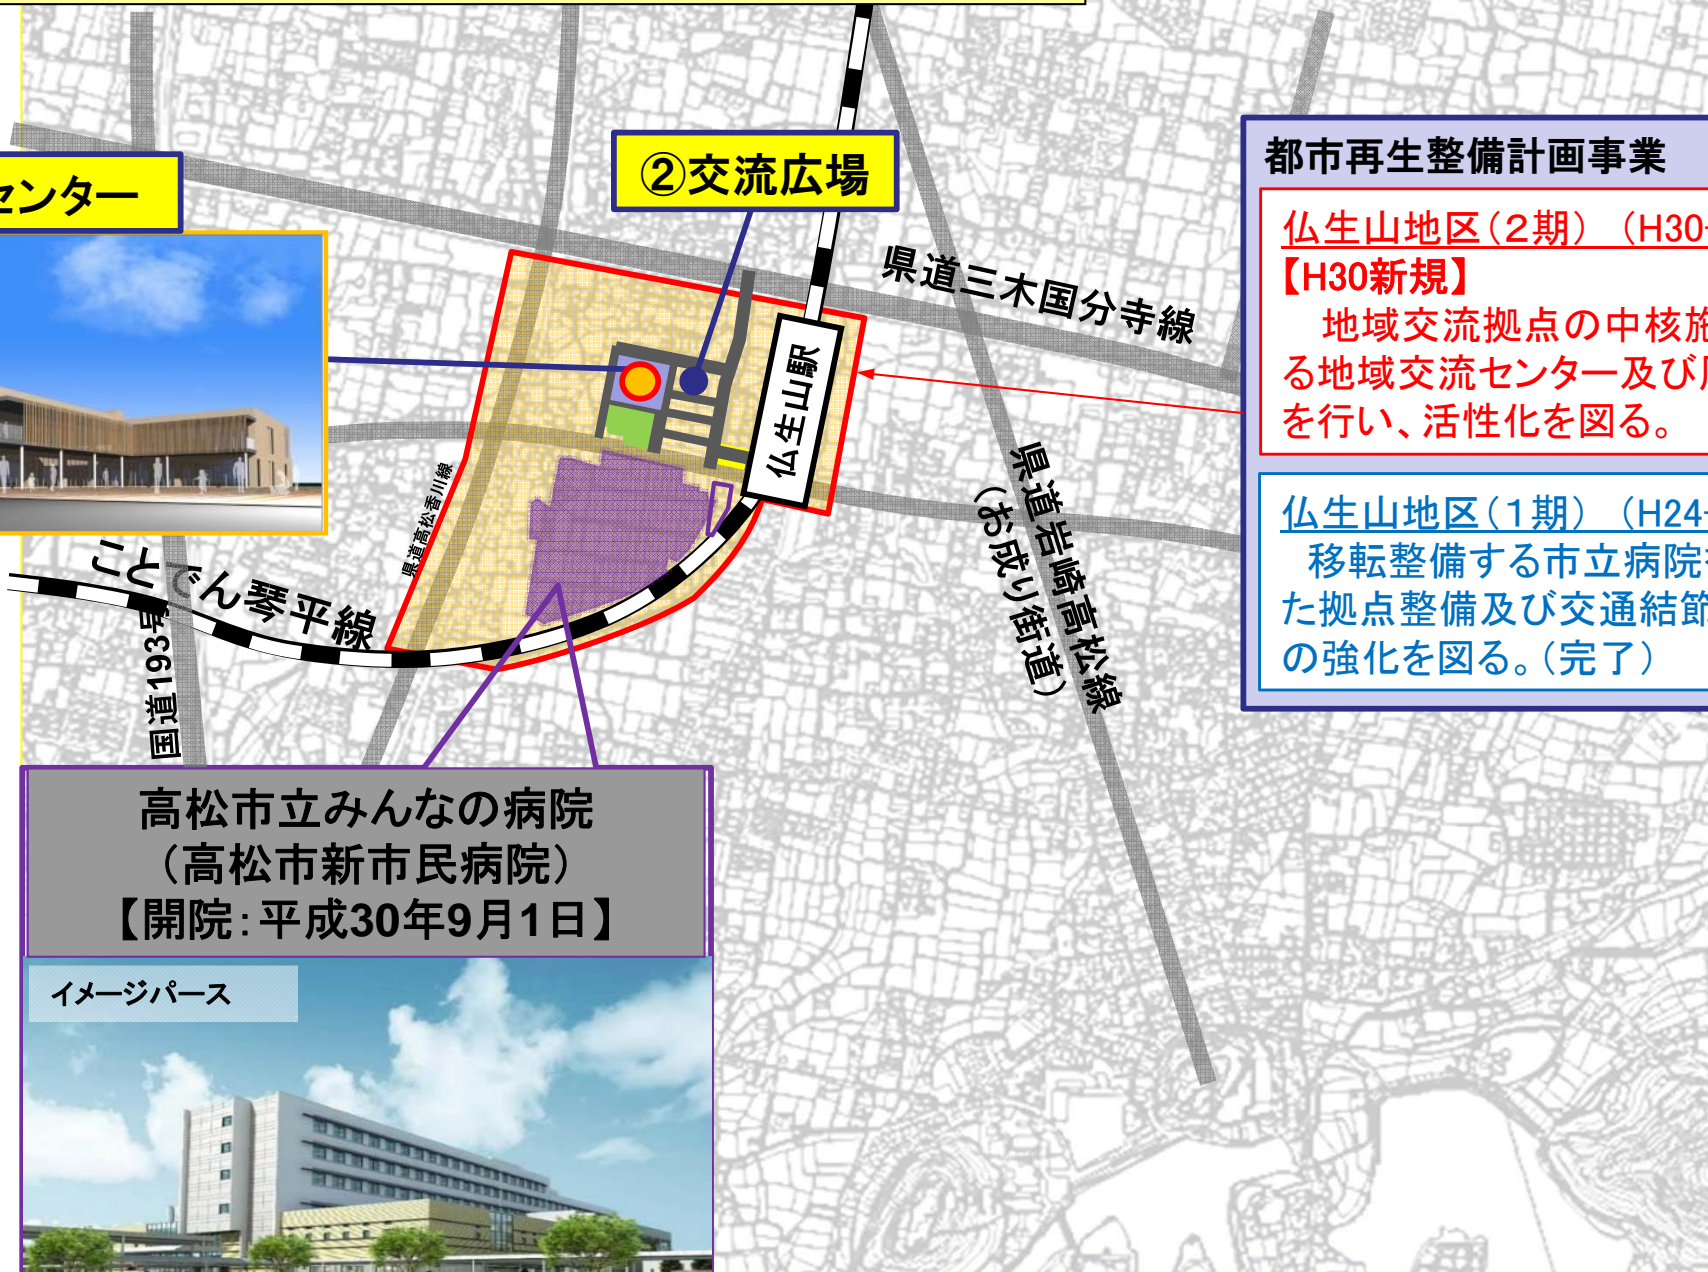 センター
②交流広場
県道三木国分寺線
仏生山駅
県道高松香川線
ことでん琴平線
国道193号
県道岩崎高松線
（お成り街道）
都市再生整備計画事業
仏生山地区（２期）（H30-
【H30新規】
地域交流拠点の中核施
る地域交流センター及び
を行い、活性化を図る。
仏生山地区（１期）（H24-
移転整備する市立病院
た拠点整備及び交通結節
の強化を図る。（完了）
高松市立みんなの病院
（高松市新市民病院）
【開院：平成30年9月1日】
イメージパース